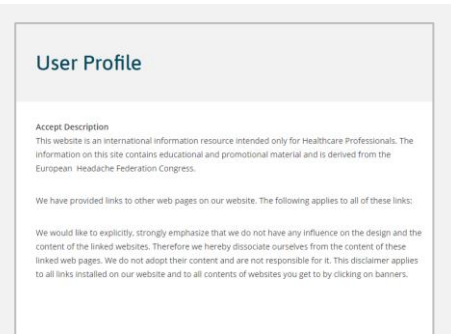 User Profile
Accept Description
This website is an international information resource intended only for Healthcare Professionals. The
information on this site contains educational and promotional material and is derived from the
European Headache Federation Congress.
We have provided links to other web pages on our website. The following applies to all of these links:
We would like to explicitly, strongly emphasize that we do not have any influence on the design and the
content of the linked websites. Therefore we hereby dissociate ourselves from the content of these
linked web pages. We do not adopt their content and are not responsible for it. This disclaimer applies
to all links installed on our website and to all contents of websites you get to by clicking on banners.